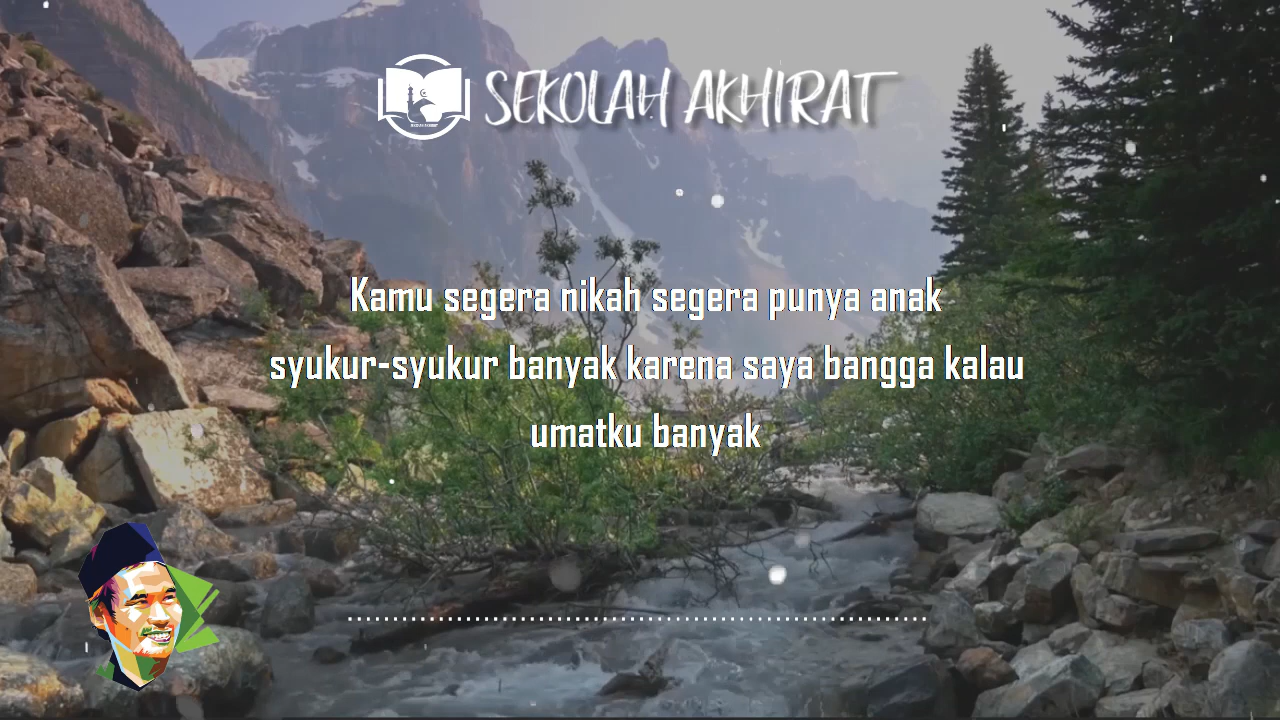 SEKOLAH AKHIRAT
Kamu segera nikah segera punya anak
syukur-syukur banyak karena saya bangga kalau
umatku banyak